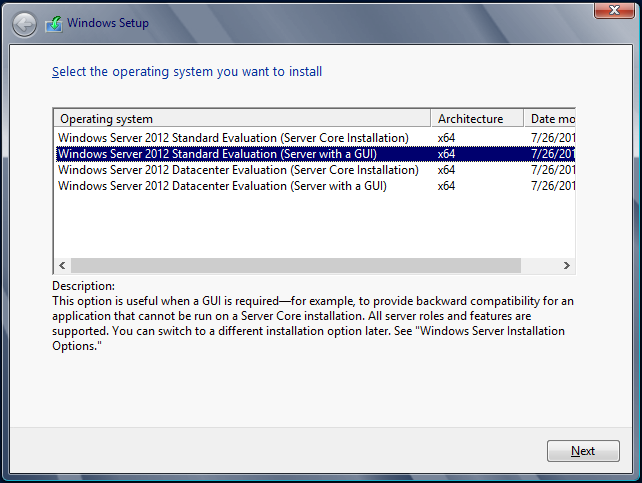 Windows Setup
Select the operating system you want to install
Operating system Architecture Date mo
Windows Server 2012 Standard Evaluation (Server Core Installation) x64 7/26/201
Windows Server 2012 Standard Evaluation (Server with a GUI) x64 7/26/201
Windows Server 2012 Datacenter Evaluation (Server Core Installation) x64 7/26/201
Windows Server 2012 Datacenter Evaluation (Server with a GUI) x64 7/26/201
Description:
This option is useful when a GUI is required—for example, to provide backward compatibility for an
application that cannot be run on a Server Core installation. All server roles and features are
supported. You can switch to a different installation option later. See "Windows Server Installation
Options."
Next